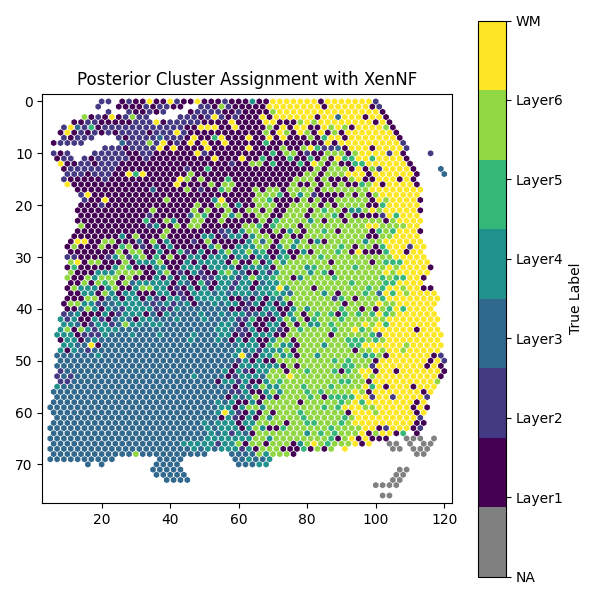 Posterior Cluster Assignment with XenNF
0
10
20
30
40
50
60
70
20
40
60
80
100
120
WM
Layer6
Layer5
Layer4
Layer3
Layer2
Layer1
NA
True Label